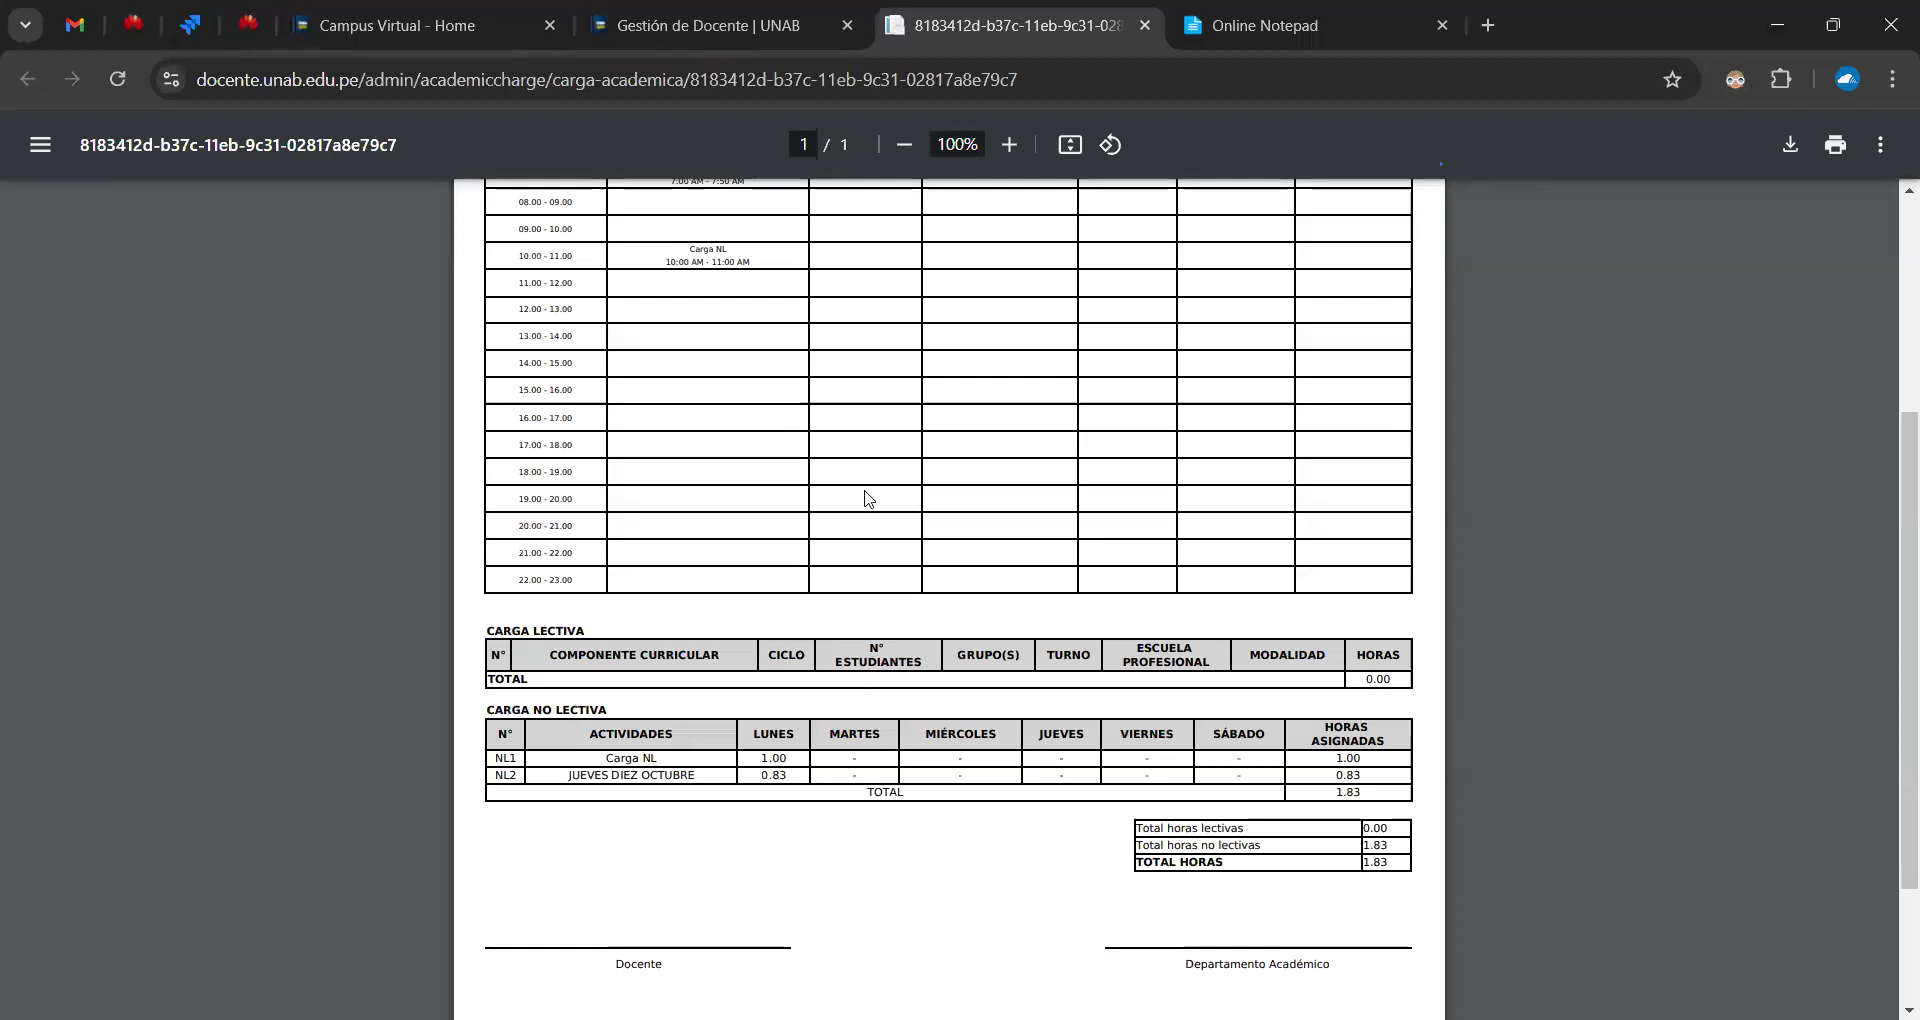 Campus Virtual - Home
Gestión de Docente | UNAB
8183412d-b37c-11eb-9c31-028
Online Notepad
docente.unab.edu.pe/admin/academiccharge/carga-academica/8183412d-b37c-11eb-9c31-02817a8e79c7
8183412d-b37c-11eb-9c31-02817a8e79c7
1 / 1
100%
7:00 AM - 7:50 AM
08.00 - 09.00
09.00 - 10.00
10.00 - 11.00 Carga NL
10:00 AM - 11:00 AM
11.00 - 12.00
12.00 - 13.00
13.00 - 14.00
14.00 - 15.00
15.00 - 16.00
16.00 - 17.00
17.00 - 18.00
18.00 - 19.00
19.00 - 20.00
20.00 - 21.00
21.00 - 22.00
22.00 - 23.00
CARGA LECTIVA
N° COMPONENTE CURRICULAR CICLO N° ESTUDIANTES GRUPO(S) TURNO ESCUELA PROFESIONAL MODALIDAD HORAS
TOTAL 0.00
CARGA NO LECTIVA
N° ACTIVIDADES LUNES MARTES MIÉRCOLES JUEVES VIERNES SÁBADO HORAS ASIGNADAS
NL1 Carga NL 1.00 - - - - - 1.00
NL2 JUEVES DIEZ OCTUBRE 0.83 - - - - - 0.83
TOTAL 1.83
Total horas lectivas 0.00
Total horas no lectivas 1.83
TOTAL HORAS 1.83
Docente
Departamento Académico